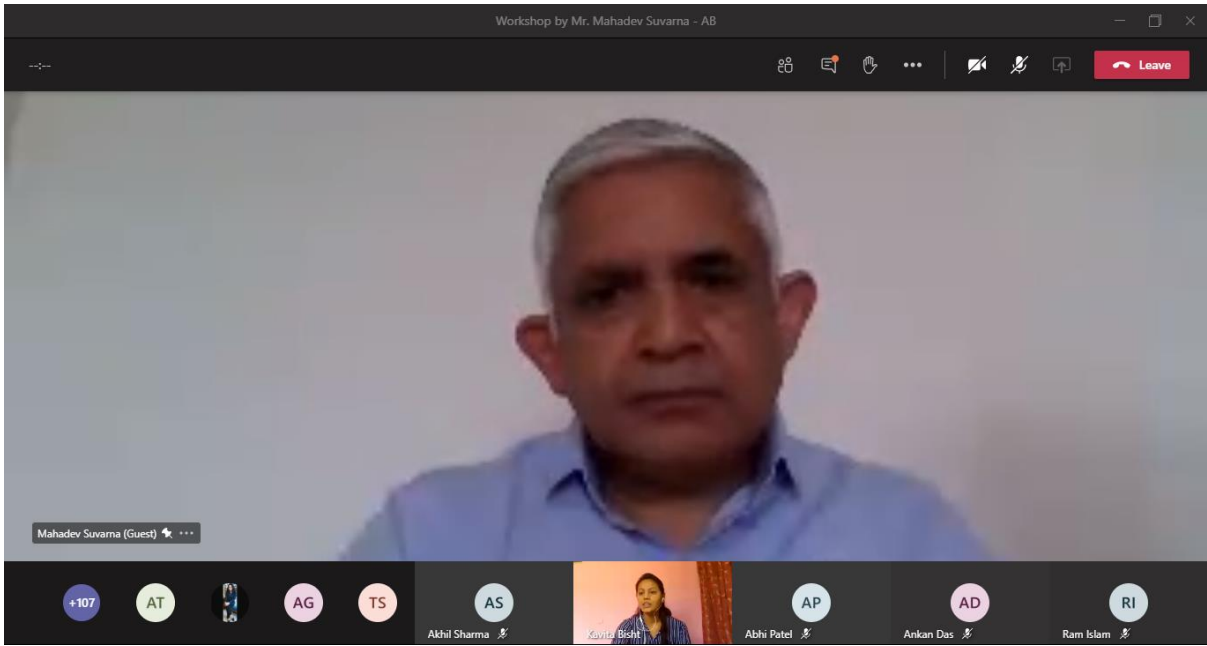 Workshop by Mr. Mahadev Suvarna - AB
--:--
Leave
Mahadev Suvarna (Guest)
+107
AT
AG
TS
AS
Akhil Sharma
Kavita Bisht
AP
Abhi Patel
AD
Ankan Das
RI
Ram Islam